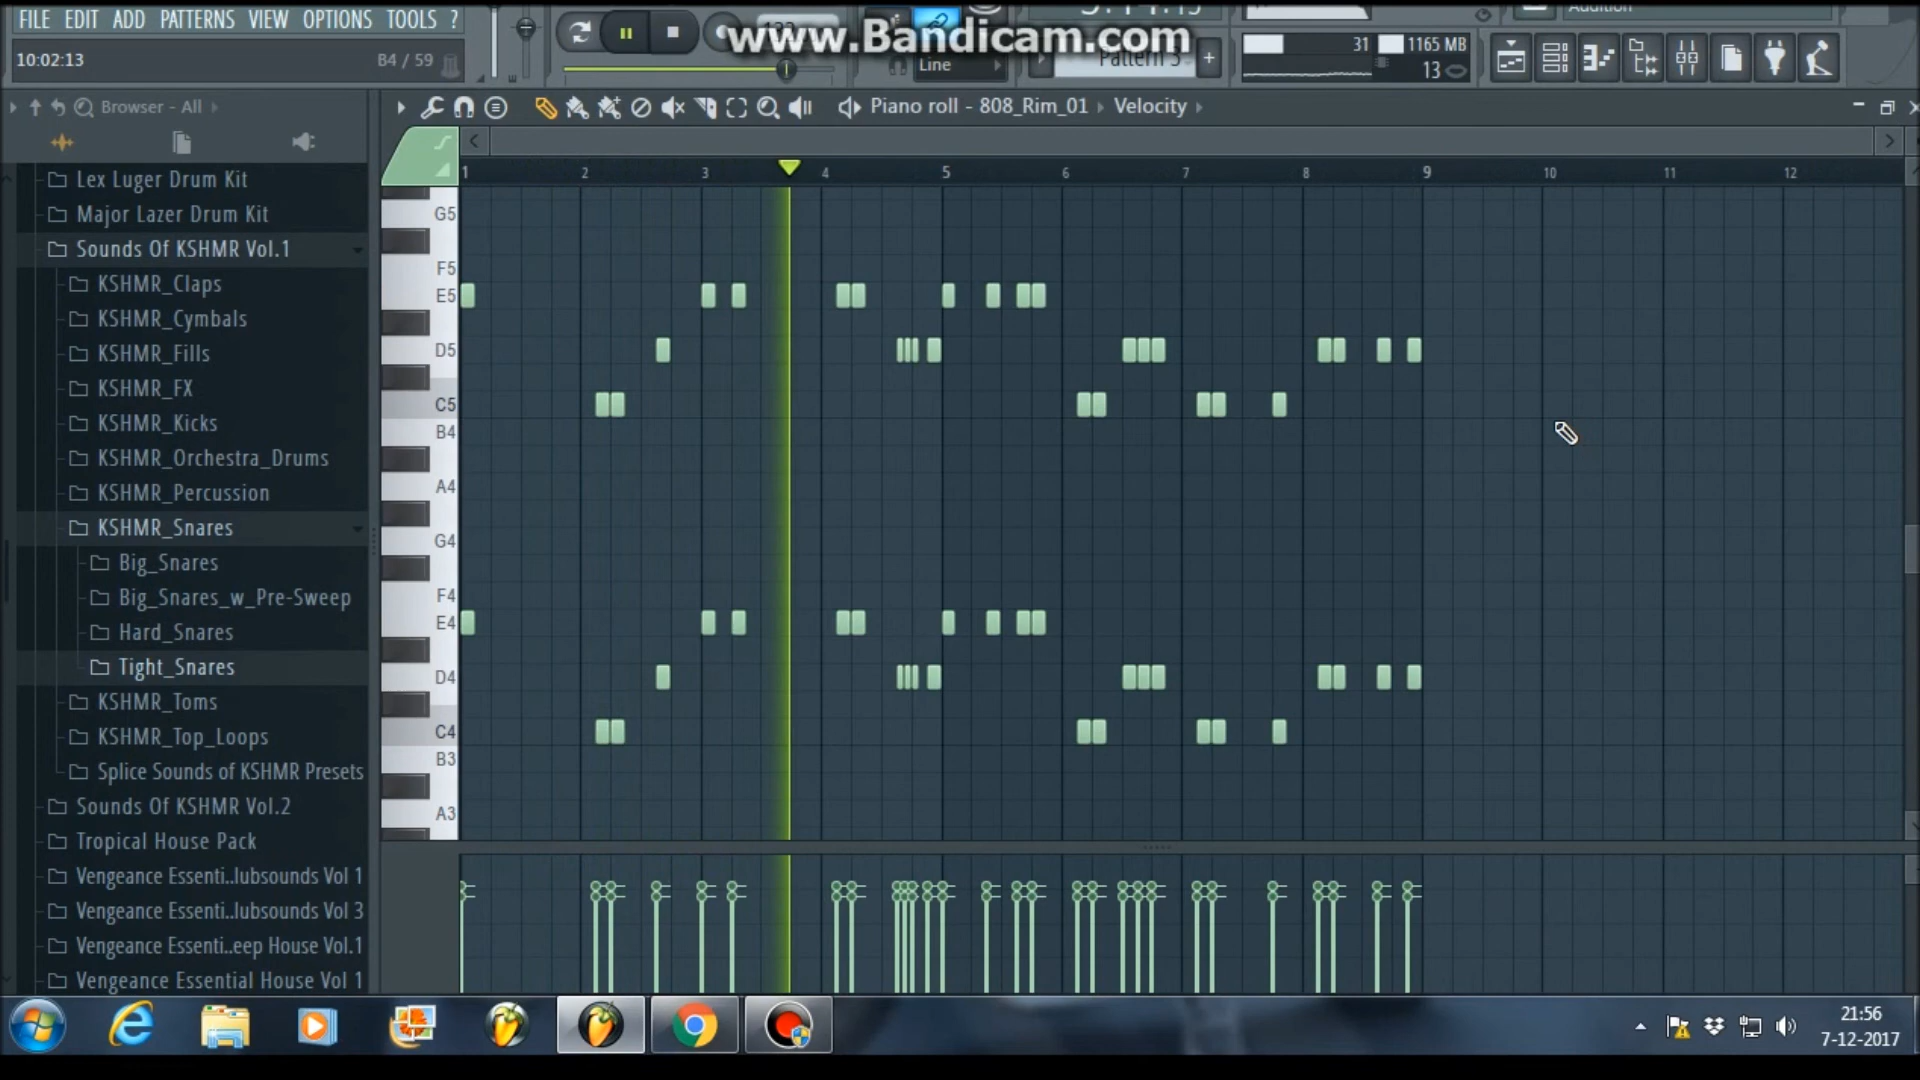 FILE EDIT ADD PATTERNS VIEW OPTIONS TOOLS ?
www.Bandicam.com
10:02:13 B4 / 59
Line
Pattern
+
31 1165 MB
13
Browser - All
Piano roll - 808_Rim_01 Velocity
1 2 3 4 5 6 7 8 9 10 11 12
Lex Luger Drum Kit
Major Lazer Drum Kit
Sounds Of KSHMR Vol.1
KSHMR_Claps
KSHMR_Cymbals
KSHMR_Fills
KSHMR_FX
KSHMR_Kicks
KSHMR_Orchestra_Drums
KSHMR_Percussion
KSHMR_Snares
Big_Snares
Big_Snares_w_Pre-Sweep
Hard_Snares
Tight_Snares
KSHMR_Toms
KSHMR_Top_Loops
Splice Sounds of KSHMR Presets
Sounds Of KSHMR Vol.2
Tropical House Pack
Vengeance Essenti..lubsounds Vol 1
Vengeance Essenti..lubsounds Vol 3
Vengeance Essenti..eep House Vol.1
Vengeance Essential House Vol 1
G5
F5
E5
D5
C5
B4
A4
G4
F4
E4
D4
C4
B3
A3
21:56
7-12-2017